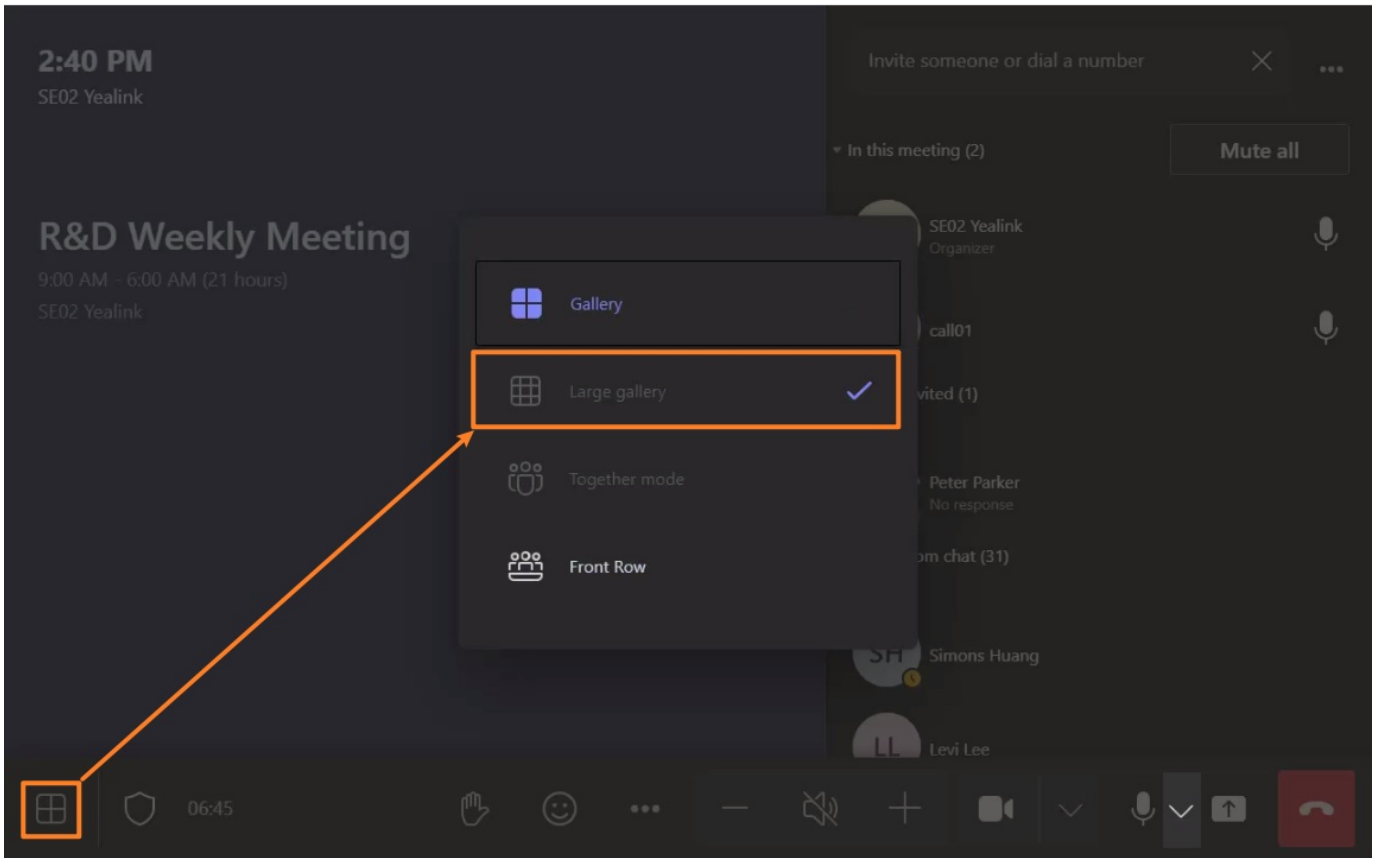 2:40 PM
SE02 Yealink
R&D Weekly Meeting
9:00 AM - 6:00 AM (21 hours)
SE02 Yealink
Gallery
Large gallery
Together mode
Front Row
Invite someone or dial a number
In this meeting (2)
Mute all
SE02 Yealink
Organizer
call01
vited (1)
Peter Parker
No response
om chat (31)
SH
Simons Huang
LL
Levi Lee
06:45